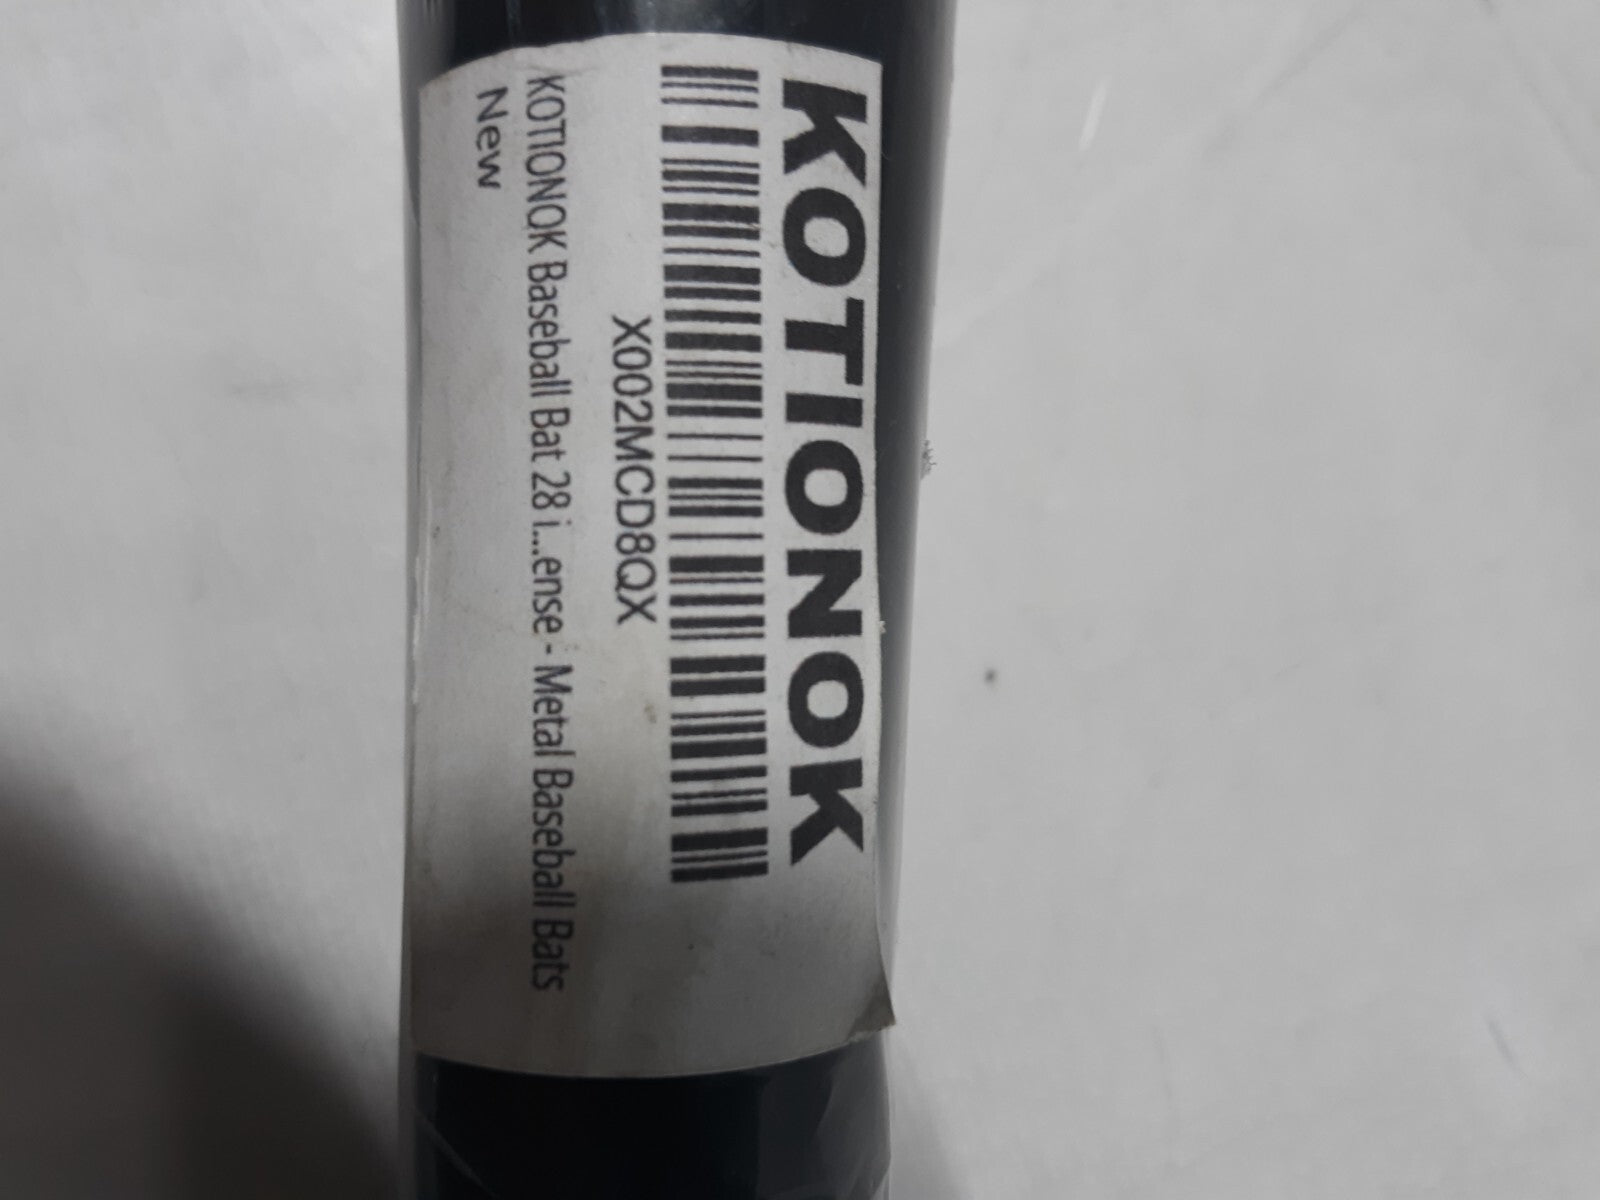 KOTIONOK
X002MCD8QX
KOTIONOK Baseball Bat 28 i...ense - Metal Baseball Bats
New